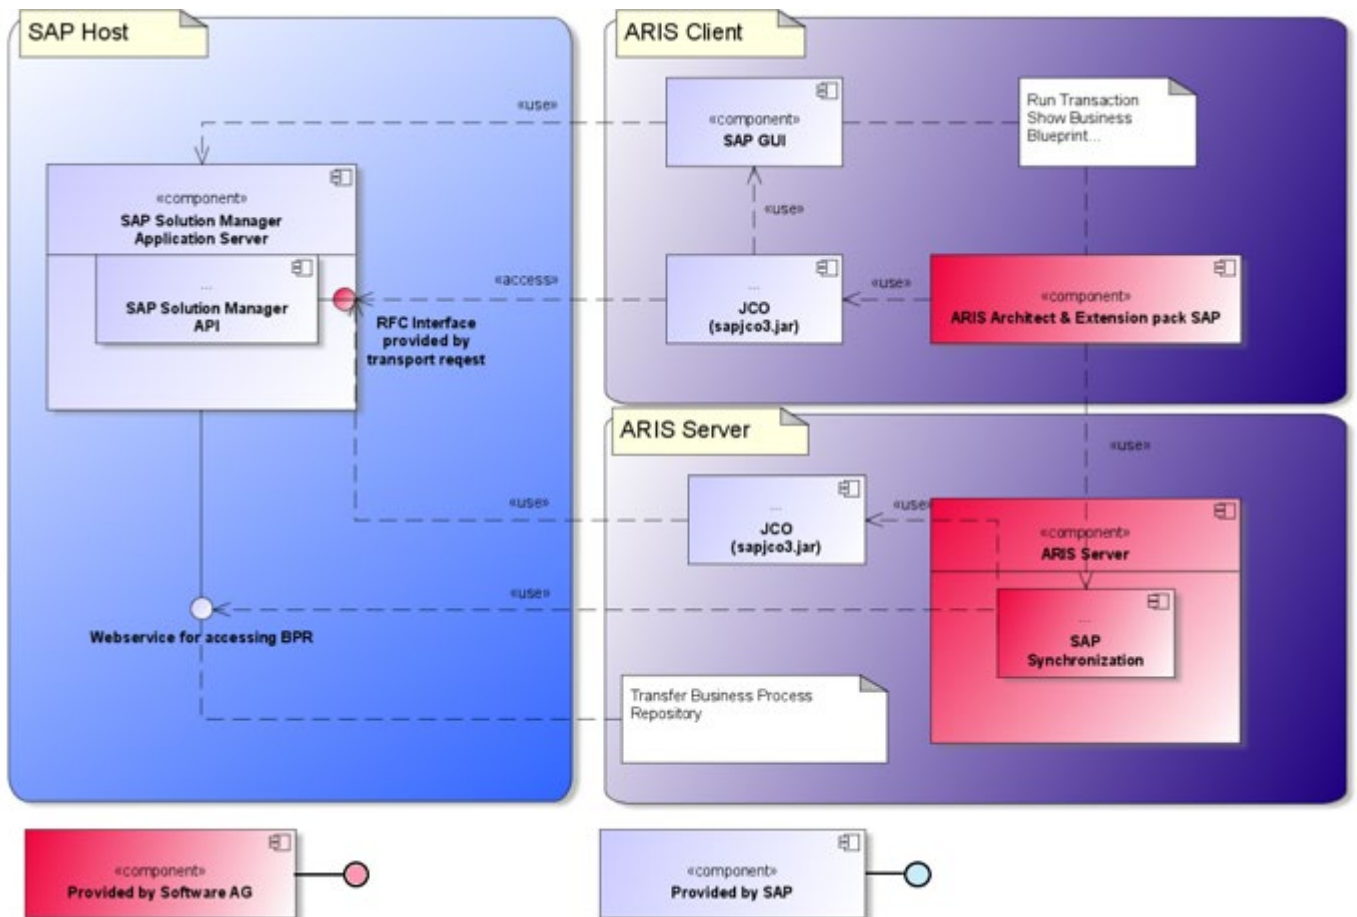 SAP Host
«use»
«component»
SAP Solution Manager
Application Server
...
SAP Solution Manager
API
«access»
RFC Interface
provided by
transport reqest
«use»
«use»
Webservice for accessing BPR
ARIS Client
«component»
SAP GUI
Run Transaction
Show Business
Blueprint...
«use»
...
JCO
(sapjco3.jar)
«use»
«component»
ARIS Architect & Extension pack SAP
ARIS Server
«use»
...
JCO
(sapjco3.jar)
«use»
«component»
ARIS Server
...
SAP
Synchronization
Transfer Business Process
Repository
«component»
Provided by Software AG
«component»
Provided by SAP